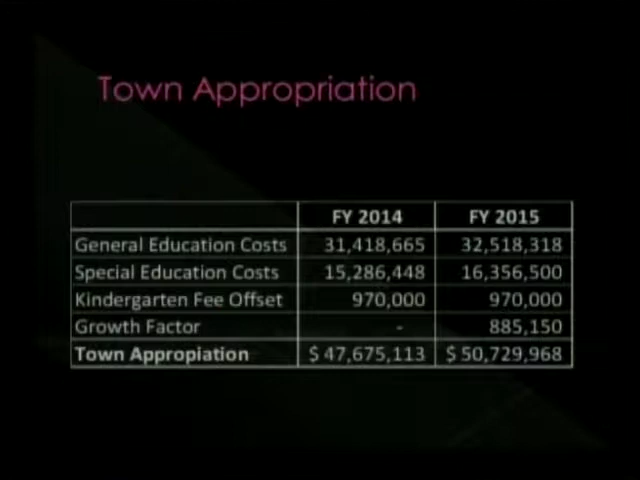 Town Appropriation
FY 2014 FY 2015
General Education Costs 31,418,665 32,518,318
Special Education Costs 15,286,448 16,356,500
Kindergarten Fee Offset 970,000 970,000
Growth Factor - 885,150
Town Appropiation $ 47,675,113 $ 50,729,968